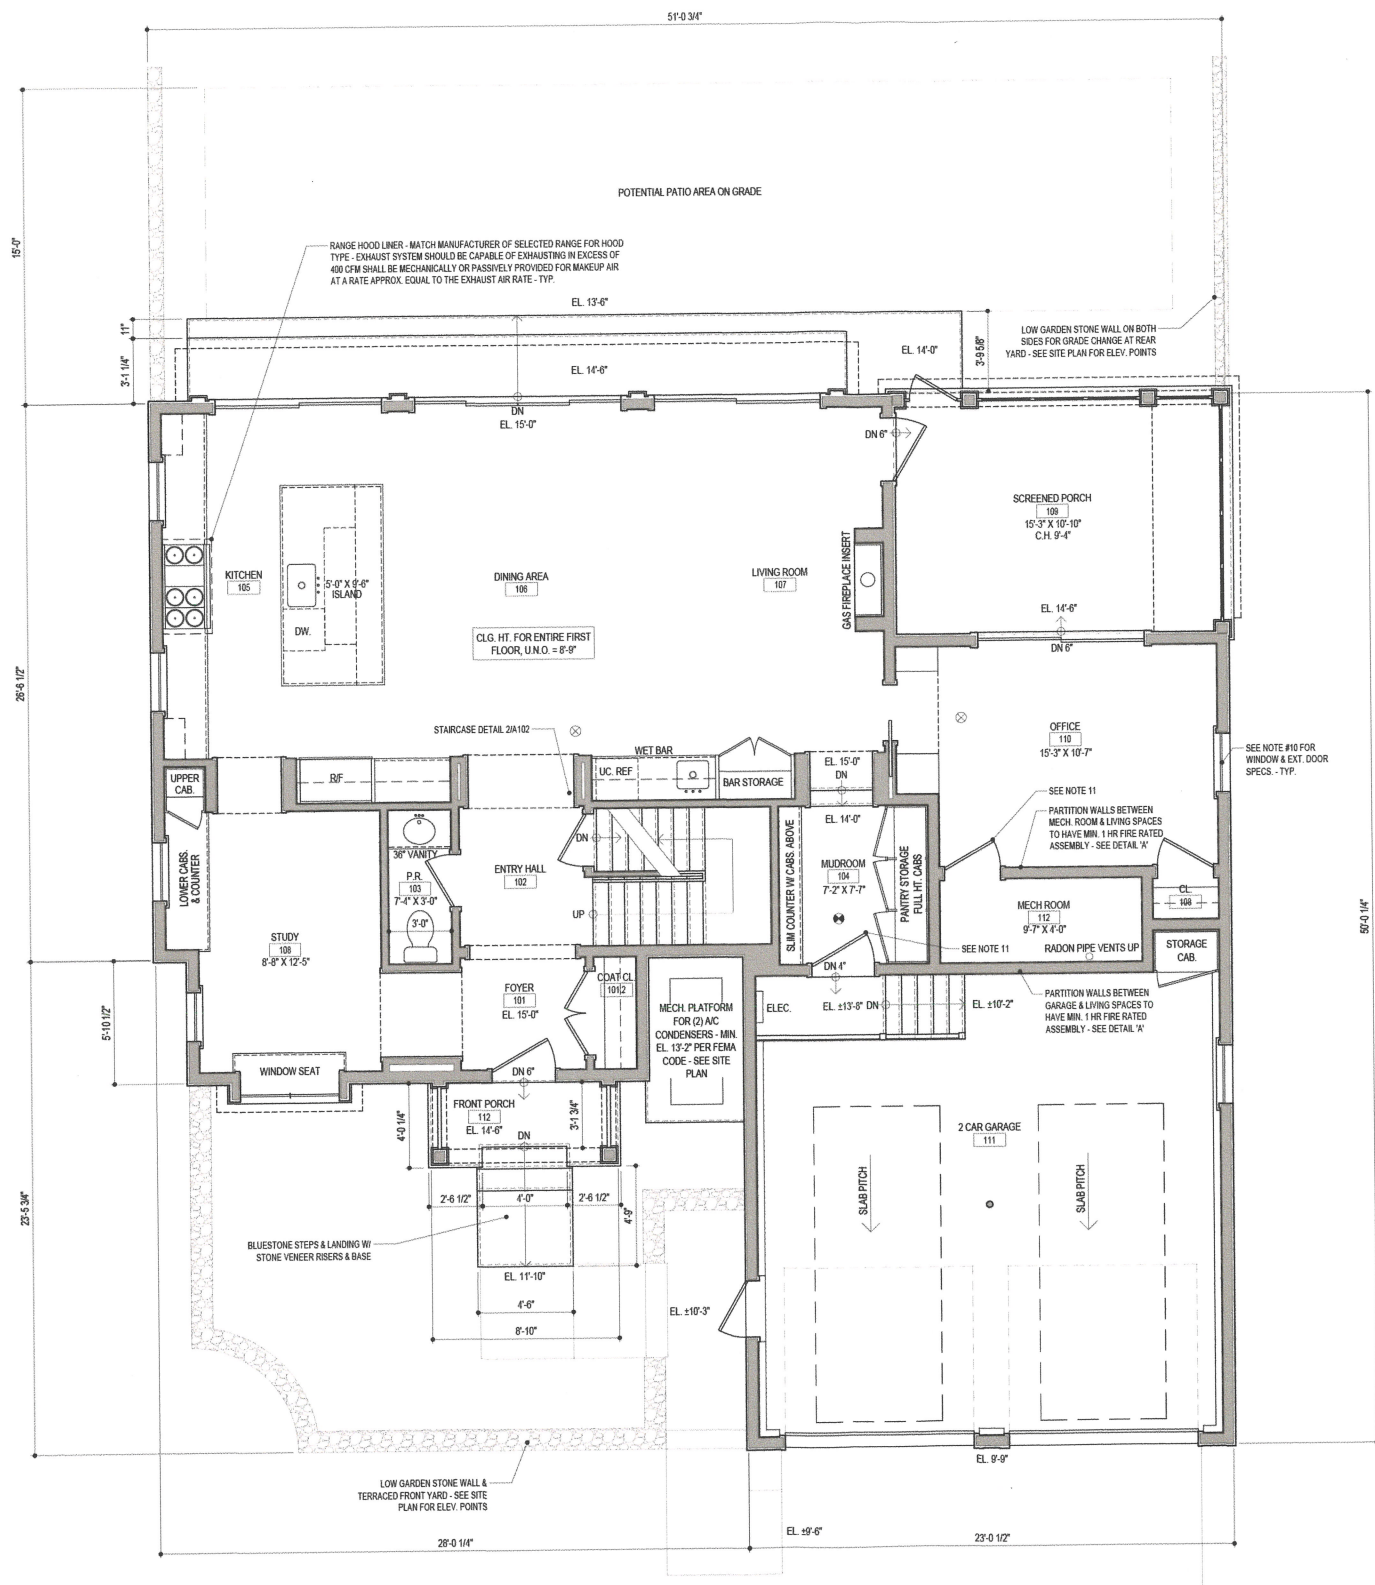 51'-0 3/4"
POTENTIAL PATIO AREA ON GRADE
15'-0"
RANGE HOOD LINER - MATCH MANUFACTURER OF SELECTED RANGE FOR HOOD
TYPE - EXHAUST SYSTEM SHOULD BE CAPABLE OF EXHAUSTING IN EXCESS OF
400 CFM SHALL BE MECHANICALLY OR PASSIVELY PROVIDED FOR MAKEUP AIR
AT A RATE APPROX. EQUAL TO THE EXHAUST AIR RATE - TYP.
EL. 13'-6"
11"
3'-1 1/4"
EL. 14'-6"
EL. 14'-0"
3'-9 5/8"
LOW GARDEN STONE WALL ON BOTH
SIDES FOR GRADE CHANGE AT REAR
YARD - SEE SITE PLAN FOR ELEV. POINTS
DN
EL. 15'-0"
DN 6"
SCREENED PORCH
109
15'-3" X 10'-10"
C.H. 9'-4"
KITCHEN
105
5'-0" X 9'-6"
ISLAND
DW.
DINING AREA
106
LIVING ROOM
107
GAS FIREPLACE INSERT
CLG. HT. FOR ENTIRE FIRST
FLOOR, U.N.O. = 8'-9"
EL. 14'-6"
DN 6"
26'-6 1/2"
STAIRCASE DETAIL 2/A102
OFFICE
110
15'-3" X 10'-7"
SEE NOTE #10 FOR
WINDOW & EXT. DOOR
SPECS. - TYP.
UPPER
CAB.
R/F
WET BAR
UC. REF
BAR STORAGE
EL. 15'-0"
DN
EL. 14'-0"
SEE NOTE 11
PARTITION WALLS BETWEEN
MECH. ROOM & LIVING SPACES
TO HAVE MIN. 1 HR FIRE RATED
ASSEMBLY - SEE DETAIL 'A'
LOWER CABS.
& COUNTER
36" VANITY
P.R.
103
7'-4" X 3'-0"
3'-0"
ENTRY HALL
102
DN
UP
SLIM COUNTER W/ CABS. ABOVE
MUDROOM
104
7'-2" X 7'-7"
PANTRY STORAGE
FULL HT. CABS
MECH ROOM
112
9'-7" X 4'-0"
RADON PIPE VENTS UP
CL.
108
STORAGE
CAB.
50'-0 1/4"
STUDY
108
8'-8" X 12'-5"
SEE NOTE 11
FOYER
101
EL. 15'-0"
COAT CL.
101.2
MECH. PLATFORM
FOR (2) A/C
CONDENSERS - MIN.
EL. 13'-2" PER FEMA
CODE - SEE SITE
PLAN
DN 4"
ELEC.
EL. ±13'-8"
DN
EL. ±10'-2"
PARTITION WALLS BETWEEN
GARAGE & LIVING SPACES TO
HAVE MIN. 1 HR FIRE RATED
ASSEMBLY - SEE DETAIL 'A'
5'-10 1/2"
WINDOW SEAT
DN 6"
FRONT PORCH
112
EL. 14'-6"
DN
4'-0 1/4"
3'-1 3/4"
2 CAR GARAGE
111
SLAB PITCH
SLAB PITCH
23'-5 3/4"
2'-6 1/2"
4'-0"
2'-6 1/2"
4'-9"
BLUESTONE STEPS & LANDING W/
STONE VENEER RISERS & BASE
EL. 11'-10"
4'-6"
8'-10"
EL. ±10'-3"
EL. 9'-9"
LOW GARDEN STONE WALL &
TERRACED FRONT YARD - SEE SITE
PLAN FOR ELEV. POINTS
EL. ±9'-6"
28'-0 1/4"
23'-0 1/2"